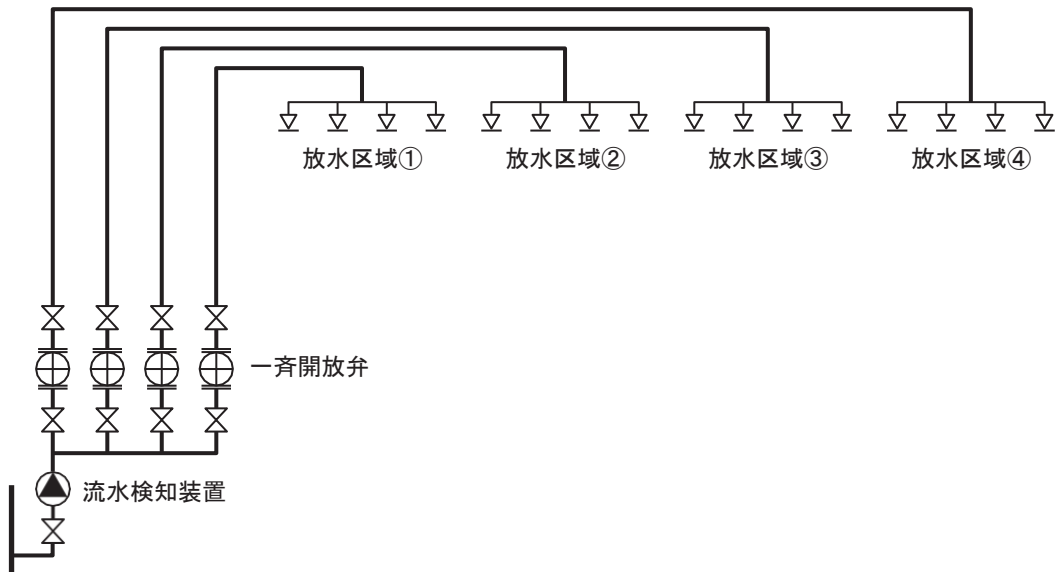 放水区域①
放水区域②
放水区域③
放水区域④
一斉開放弁
流水検知装置